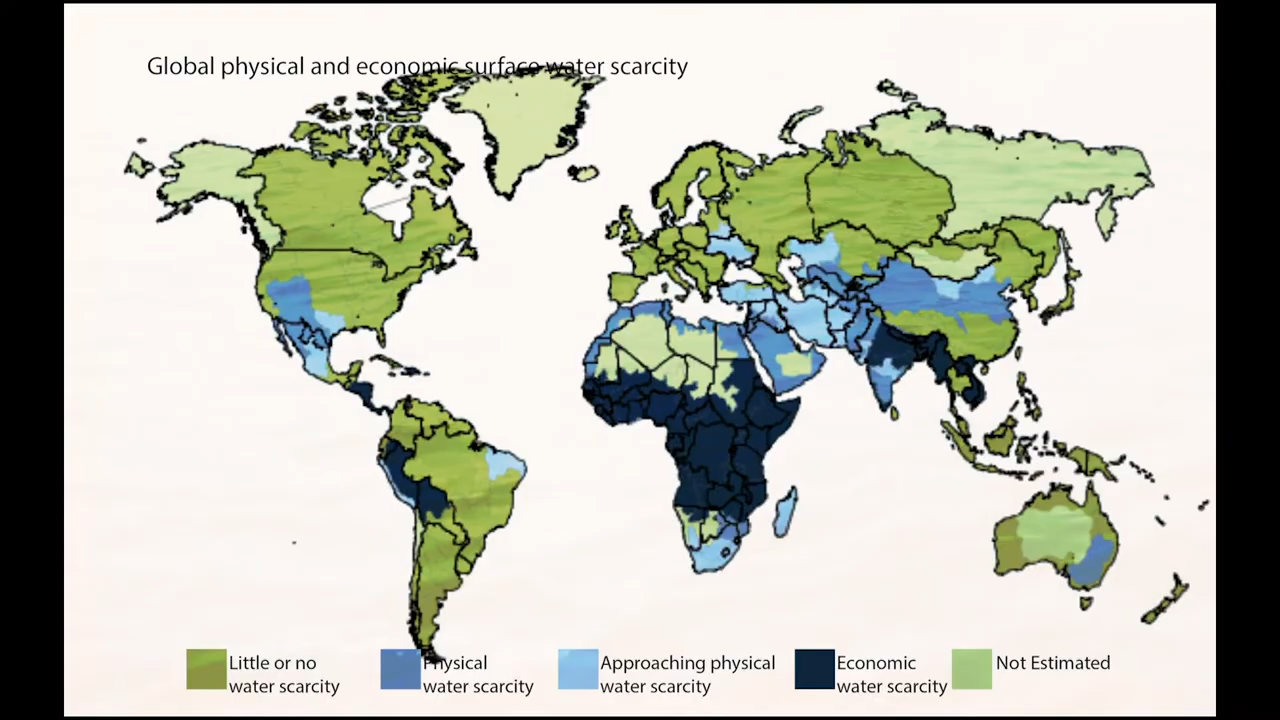 Global physical and economic surface water scarcity
Little or no
water scarcity
Physical
water scarcity
Approaching physical
water scarcity
Economic
water scarcity
Not Estimated